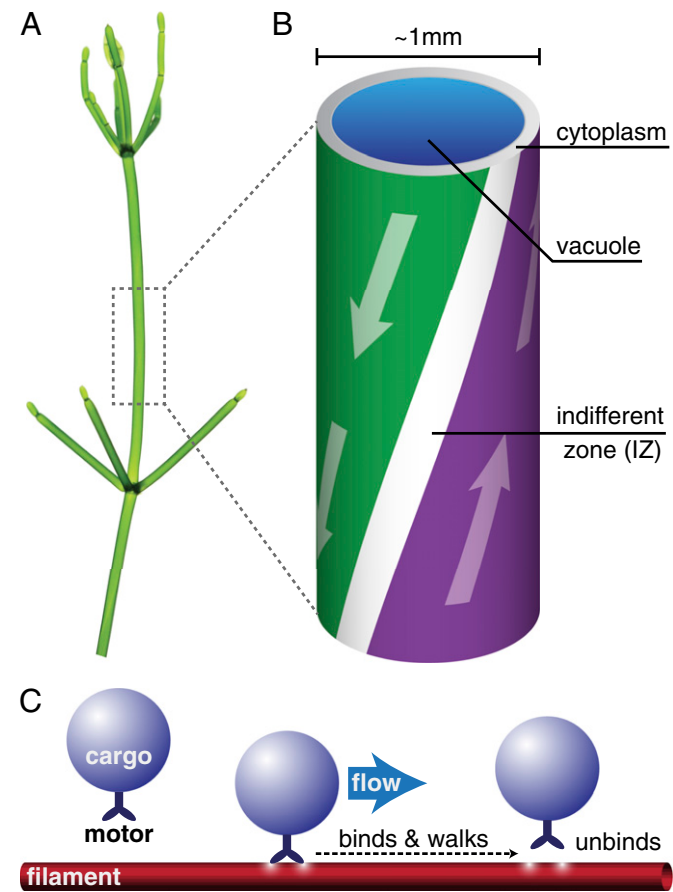 A
B
~1mm
cytoplasm
vacuole
indifferent
zone (IZ)
C
cargo
motor
flow
binds & walks
unbinds
filament